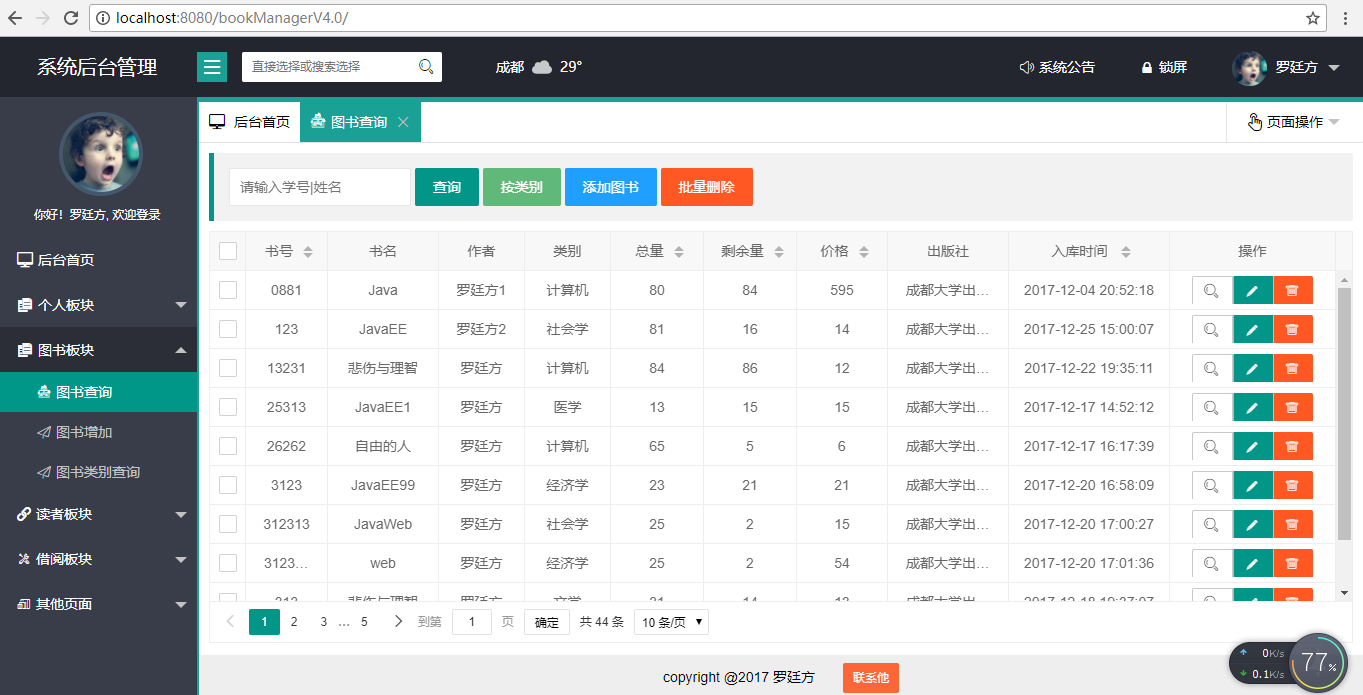 localhost:8080/bookManagerV4.0/
系统后台管理 直接选择或搜索选择 成都 29° 系统公告 锁屏 罗廷方
后台首页 图书查询 页面操作
你好！罗廷方, 欢迎登录
后台首页
个人板块
图书板块
图书查询
图书增加
图书类别查询
读者板块
借阅板块
其他页面
请输入学号|姓名 查询 按类别 添加图书 批量删除
书号 书名 作者 类别 总量 剩余量 价格 出版社 入库时间 操作
0881 Java 罗廷方1 计算机 80 84 595 成都大学出... 2017-12-04 20:52:18
123 JavaEE 罗廷方2 社会学 81 16 14 成都大学出... 2017-12-25 15:00:07
13231 悲伤与理智 罗廷方 计算机 84 86 12 成都大学出... 2017-12-22 19:35:11
25313 JavaEE1 罗廷方 医学 13 15 15 成都大学出... 2017-12-17 14:52:12
26262 自由的人 罗廷方 计算机 65 5 6 成都大学出... 2017-12-17 16:17:39
3123 JavaEE99 罗廷方 经济学 23 21 21 成都大学出... 2017-12-20 16:58:09
312313 JavaWeb 罗廷方 社会学 25 2 15 成都大学出... 2017-12-20 17:00:27
3123... web 罗廷方 经济学 25 2 54 成都大学出... 2017-12-20 17:01:36
1 2 3 ... 5 到第 1 页 确定 共 44 条 10 条/页
copyright @2017 罗廷方 联系他
0K/s
0.1K/s
77%